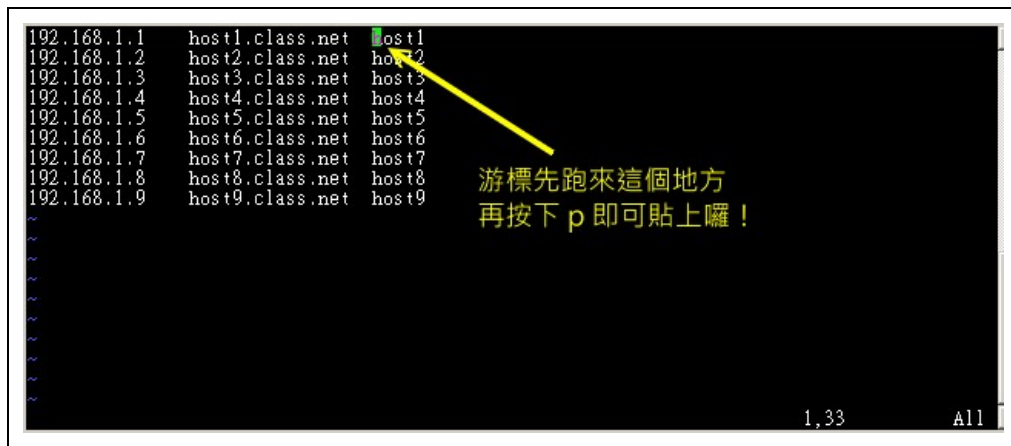 192.168.1.1 host1.class.net host1
192.168.1.2 host2.class.net host2
192.168.1.3 host3.class.net host3
192.168.1.4 host4.class.net host4
192.168.1.5 host5.class.net host5
192.168.1.6 host6.class.net host6
192.168.1.7 host7.class.net host7
192.168.1.8 host8.class.net host8
192.168.1.9 host9.class.net host9
游標先跑來這個地方
再按下 p 即可貼上囉！
~
~
~
~
~
~
~
~
~
~
1,33 All